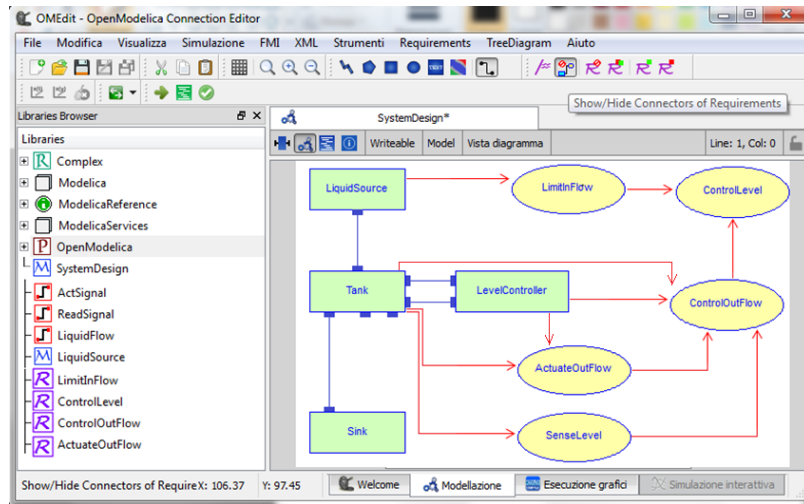 OMEdit - OpenModelica Connection Editor
File Modifica Visualizza Simulazione FMI XML Strumenti Requirements TreeDiagram Aiuto
TEXT
Show/Hide Connectors of Requirements
Libraries Browser
SystemDesign*
Libraries
Writeable Model Vista diagramma Line: 1, Col: 0
Complex
Modelica
ModelicaReference
ModelicaServices
OpenModelica
SystemDesign
ActSignal
ReadSignal
LiquidFlow
LiquidSource
LimitInFlow
ControlLevel
ControlOutFlow
ActuateOutFlow
LiquidSource
LimitInFlow
ControlLevel
Tank
LevelController
ControlOutFlow
ActuateOutFlow
Sink
SenseLevel
Show/Hide Connectors of RequireX: 106.37 Y: 97.45 Welcome Modellazione Esecuzione grafici Simulazione interattiva